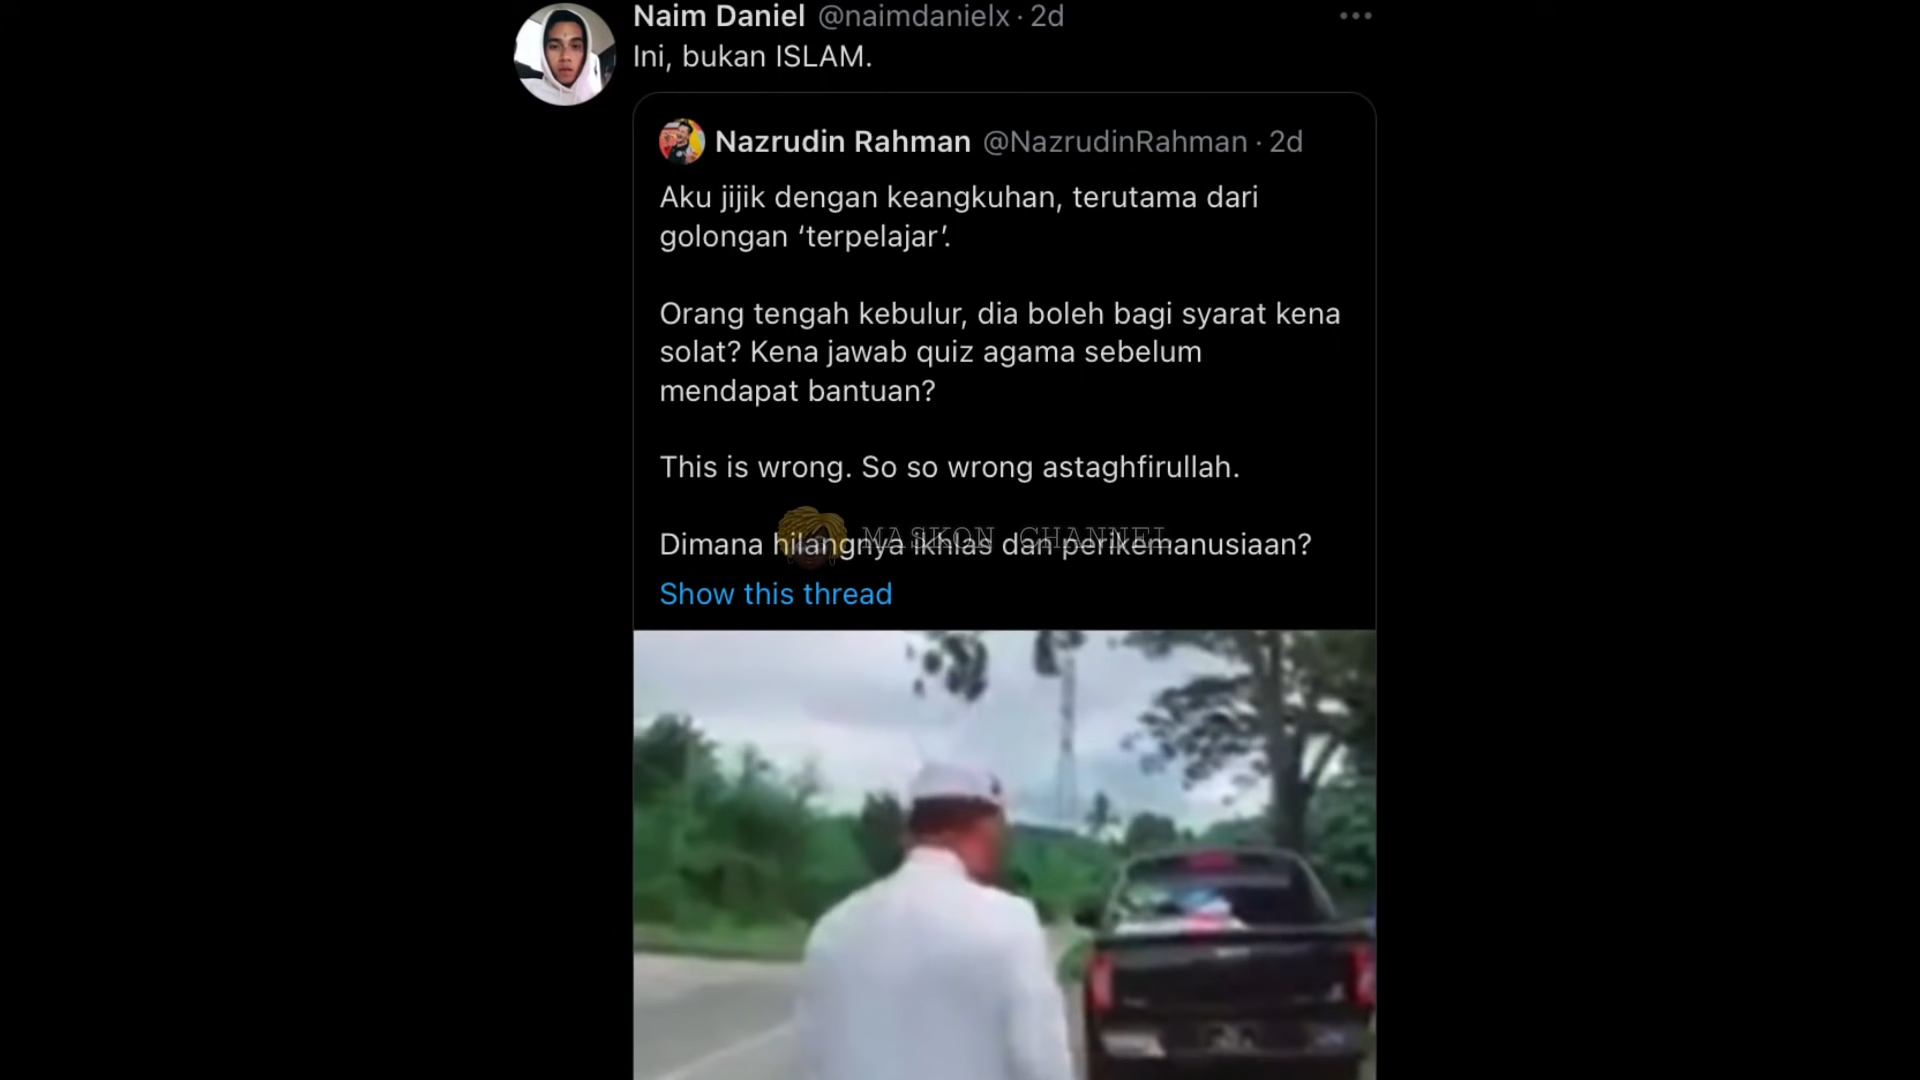 Naim Daniel @naimdanielx · 2d
Ini, bukan ISLAM.
Nazrudin Rahman @NazrudinRahman · 2d
Aku jijik dengan keangkuhan, terutama dari
golongan ‘terpelajar’.
Orang tengah kebulur, dia boleh bagi syarat kena
solat? Kena jawab quiz agama sebelum
mendapat bantuan?
This is wrong. So so wrong astaghfirullah.
MASKON CHANNEL
Dimana hilangnya ikhlas dan perikemanusiaan?
Show this thread